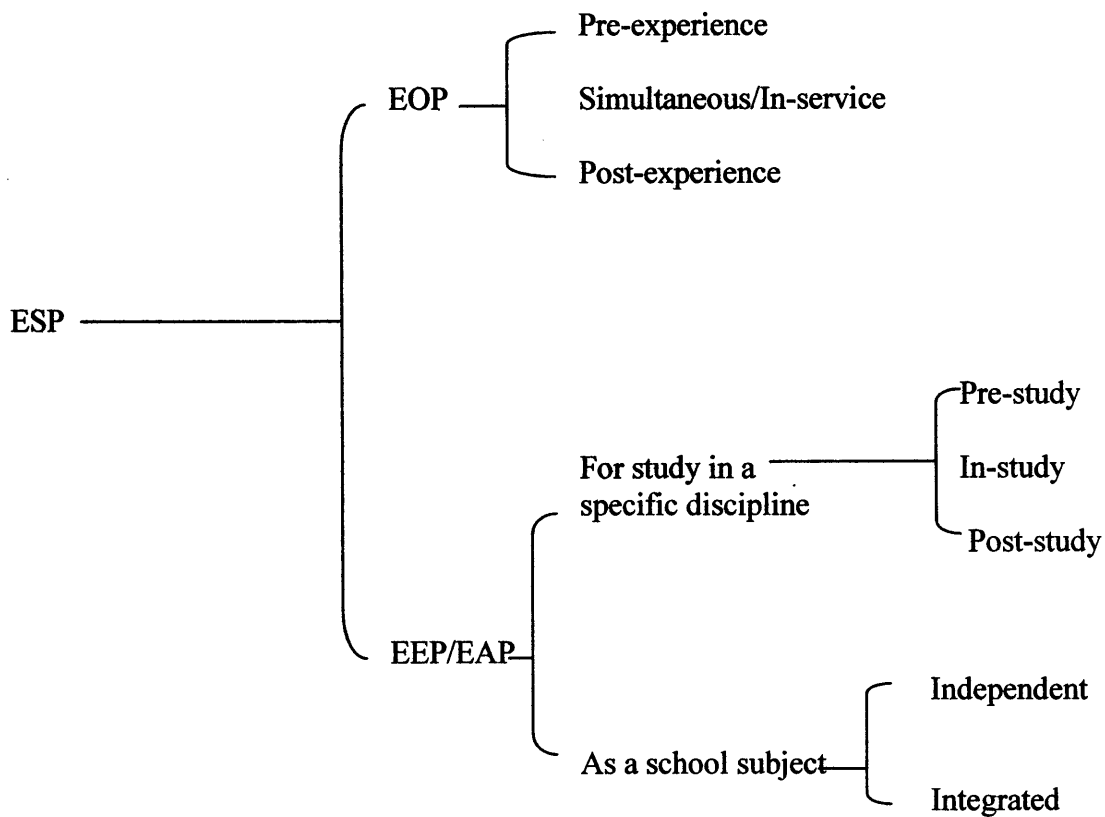 Pre-experience
EOP
Simultaneous/In-service
Post-experience
ESP
Pre-study
For study in a
specific discipline
In-study
Post-study
EEP/EAP
Independent
As a school subject
Integrated